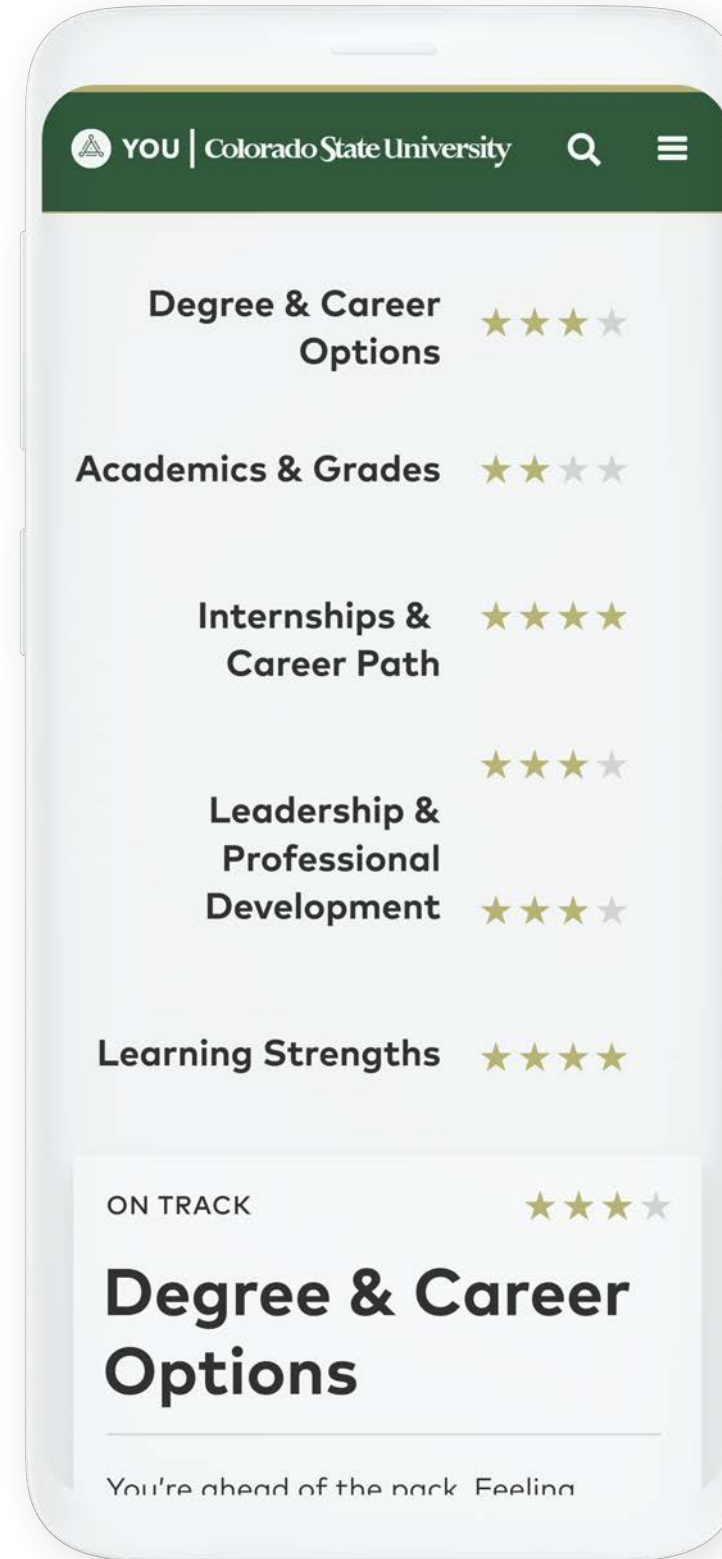 YOU | Colorado State University
Degree & Career
Options
Academics & Grades
Internships &
Career Path
Leadership &
Professional
Development
Learning Strengths
ON TRACK
Degree & Career
Options
You're ahead of the pack. Feeling